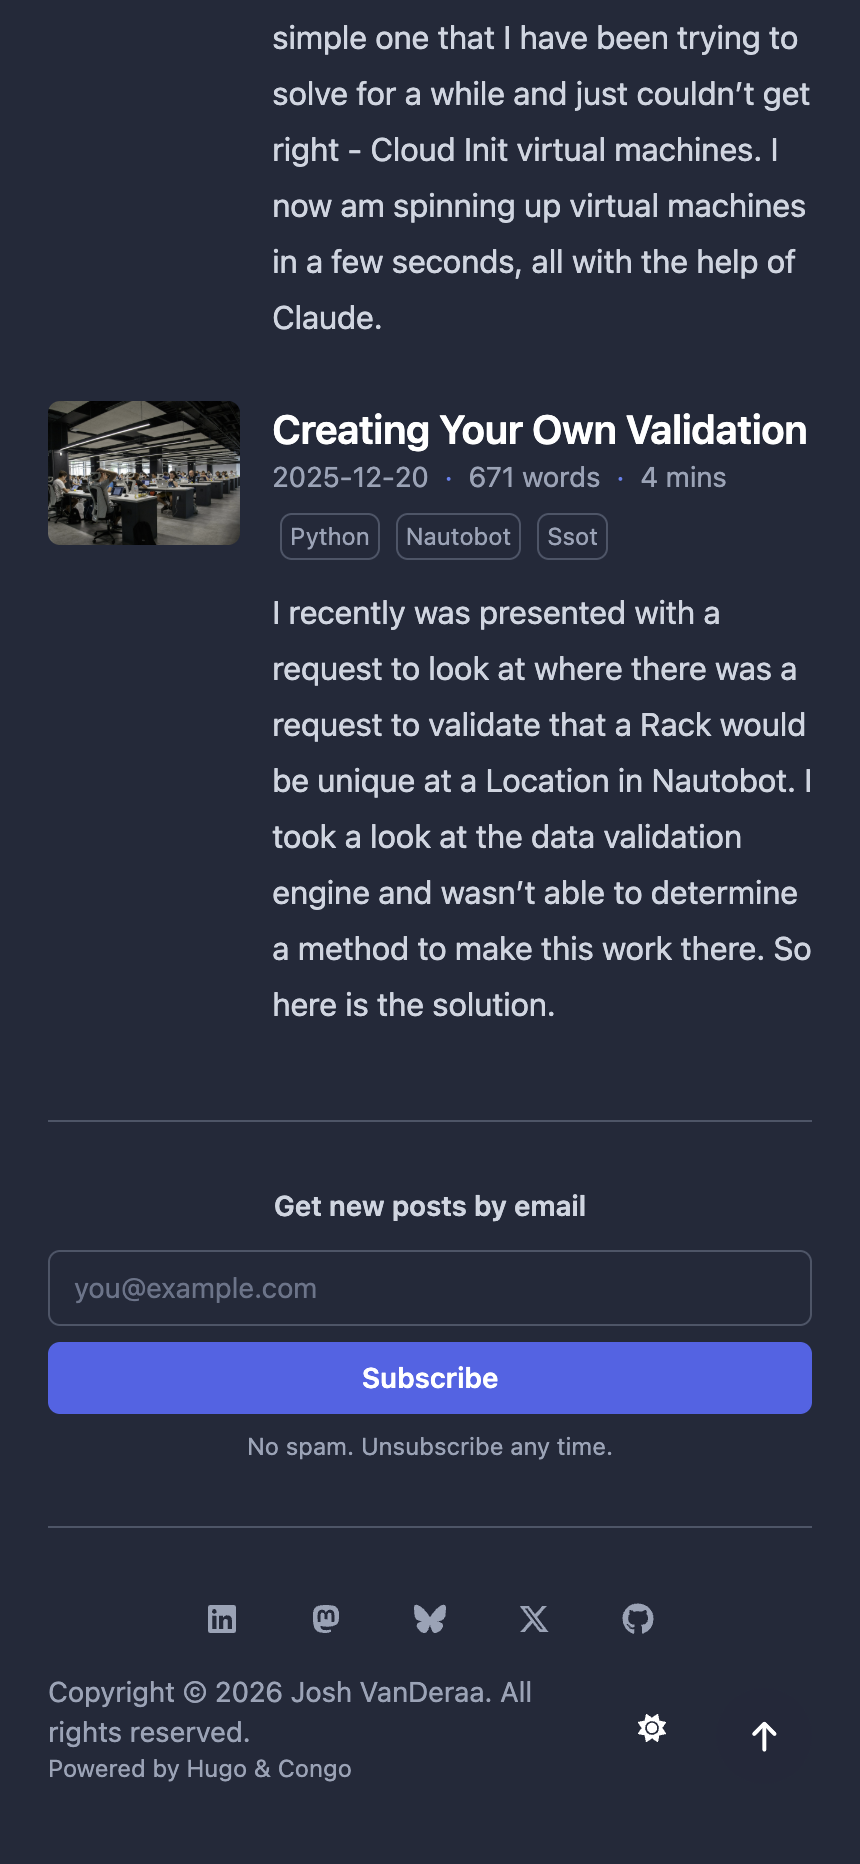 simple one that I have been trying to
solve for a while and just couldn’t get
right - Cloud Init virtual machines. I
now am spinning up virtual machines
in a few seconds, all with the help of
Claude.
Creating Your Own Validation
2025-12-20 · 671 words · 4 mins
Python Nautobot Ssot
I recently was presented with a
request to look at where there was a
request to validate that a Rack would
be unique at a Location in Nautobot. I
took a look at the data validation
engine and wasn’t able to determine
a method to make this work there. So
here is the solution.
Get new posts by email
you@example.com
Subscribe
No spam. Unsubscribe any time.
Copyright © 2026 Josh VanDeraa. All
rights reserved.
Powered by Hugo & Congo